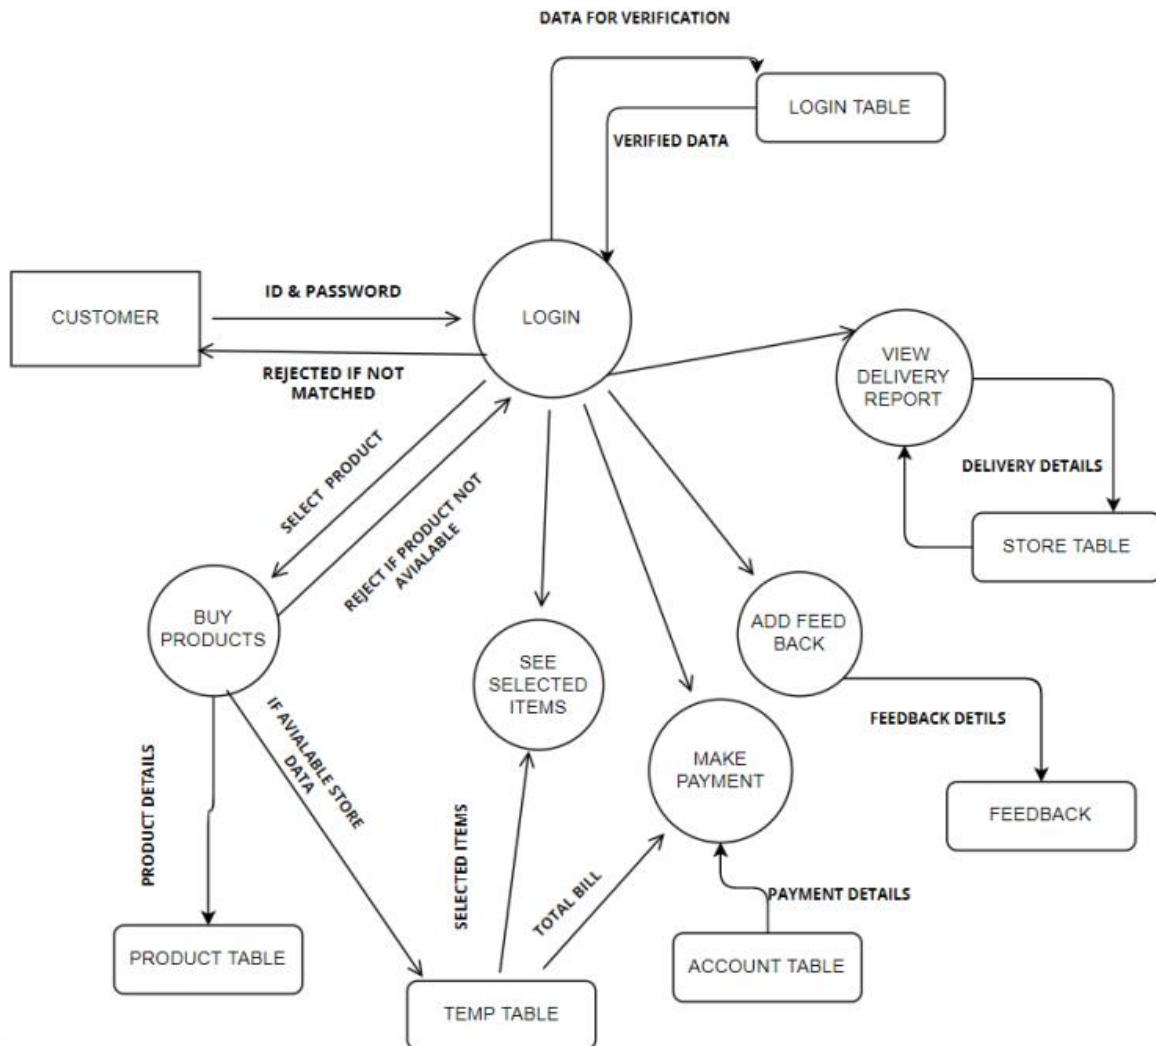 DATA FOR VERIFICATION
LOGIN TABLE
VERIFIED DATA
CUSTOMER
ID & PASSWORD
LOGIN
REJECTED IF NOT
MATCHED
VIEW
DELIVERY
REPORT
DELIVERY DETAILS
STORE TABLE
SELECT PRODUCT
REJECT IF PRODUCT NOT
AVIALABLE
BUY
PRODUCTS
SEE
SELECTED
ITEMS
ADD FEED
BACK
FEEDBACK DETILS
FEEDBACK
MAKE
PAYMENT
IF AVIALABLE STORE
DATA
PRODUCT DETAILS
SELECTED ITEMS
TOTAL BILL
PAYMENT DETAILS
PRODUCT TABLE
TEMP TABLE
ACCOUNT TABLE